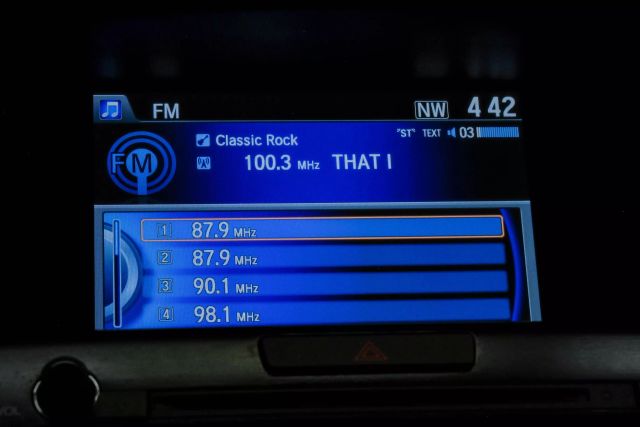 FM NW 4 42
Classic Rock "ST" TEXT 03
FM 100.3 MHz THAT I
1 87.9 MHz
2 87.9 MHz
3 90.1 MHz
4 98.1 MHz
VOL